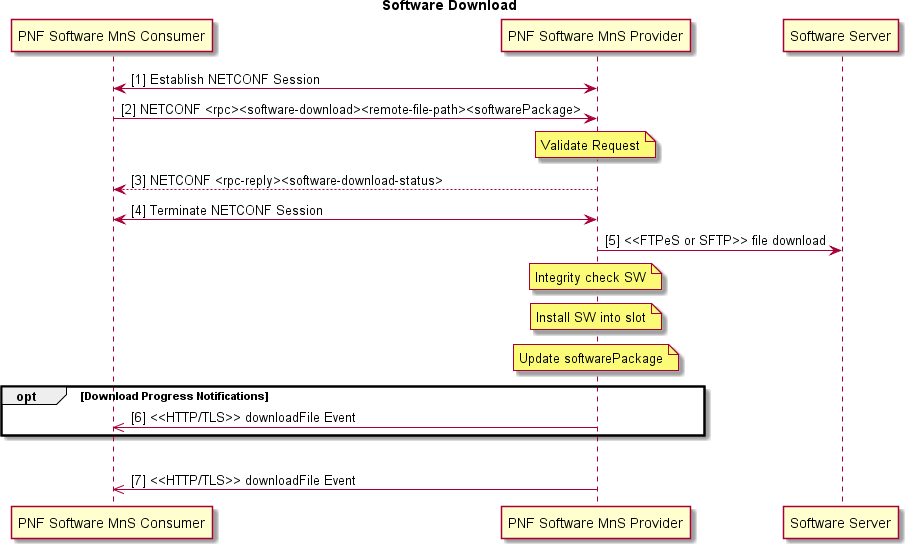 Software Download
PNF Software MnS Consumer
PNF Software MnS Provider
Software Server
[1] Establish NETCONF Session
[2] NETCONF <rpc><software-download><remote-file-path><softwarePackage>
Validate Request
[3] NETCONF <rpc-reply><software-download-status>
[4] Terminate NETCONF Session
[5] <<FTPeS or SFTP>> file download
Integrity check SW
Install SW into slot
Update softwarePackage
opt
[Download Progress Notifications]
[6] <<HTTP/TLS>> downloadFile Event
[7] <<HTTP/TLS>> downloadFile Event
PNF Software MnS Consumer
PNF Software MnS Provider
Software Server